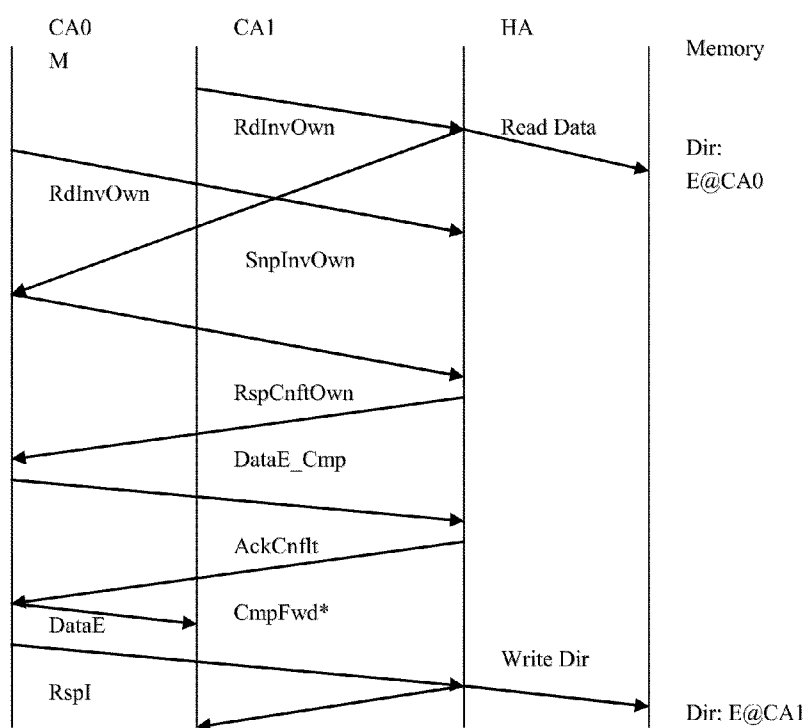 CA0 CA1 HA
M
Memory
RdInvOwn Read Data
Dir:
E@CA0
RdInvOwn
SnpInvOwn
RspCnftOwn
DataE_Cmp
AckCnflt
CmpFwd*
DataE
Write Dir
RspI
Dir: E@CA1